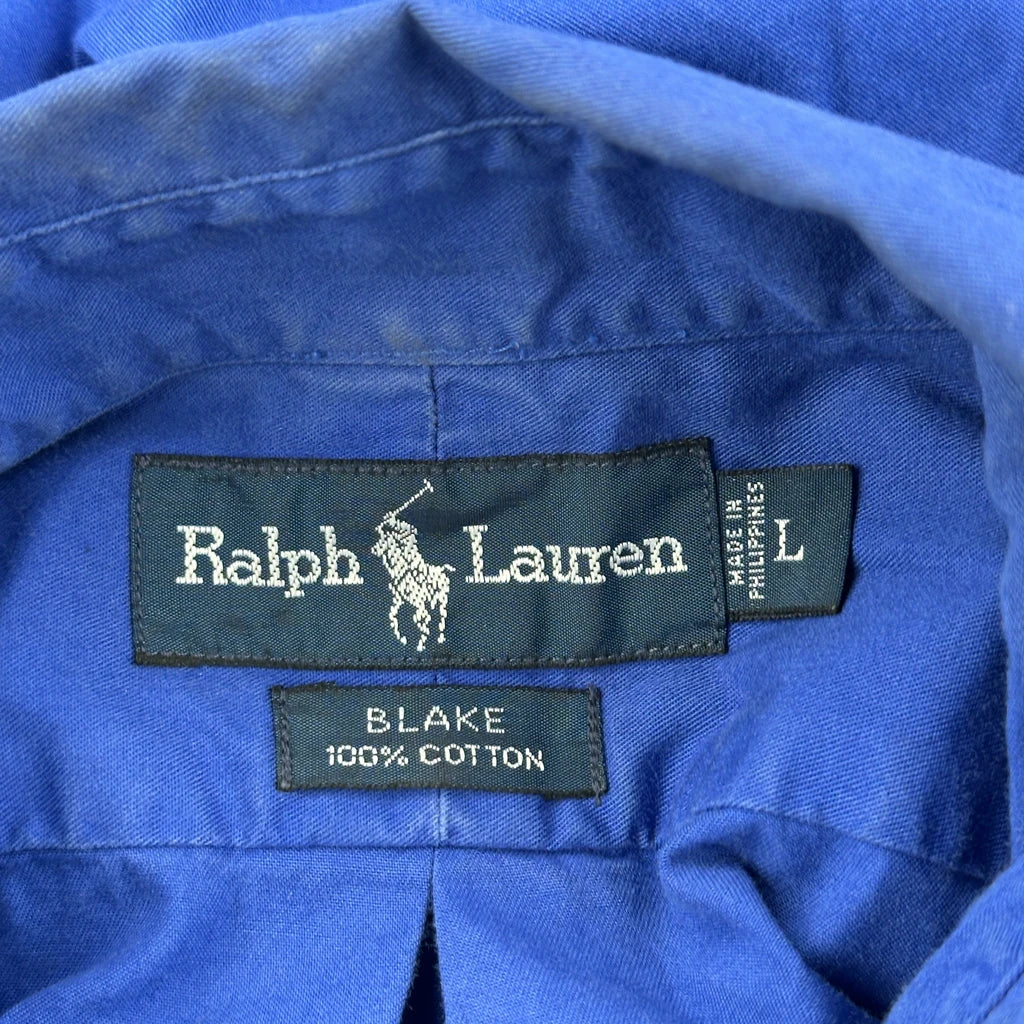 Ralph Lauren
MADE IN
PHILIPPINES
L
BLAKE
100% COTTON